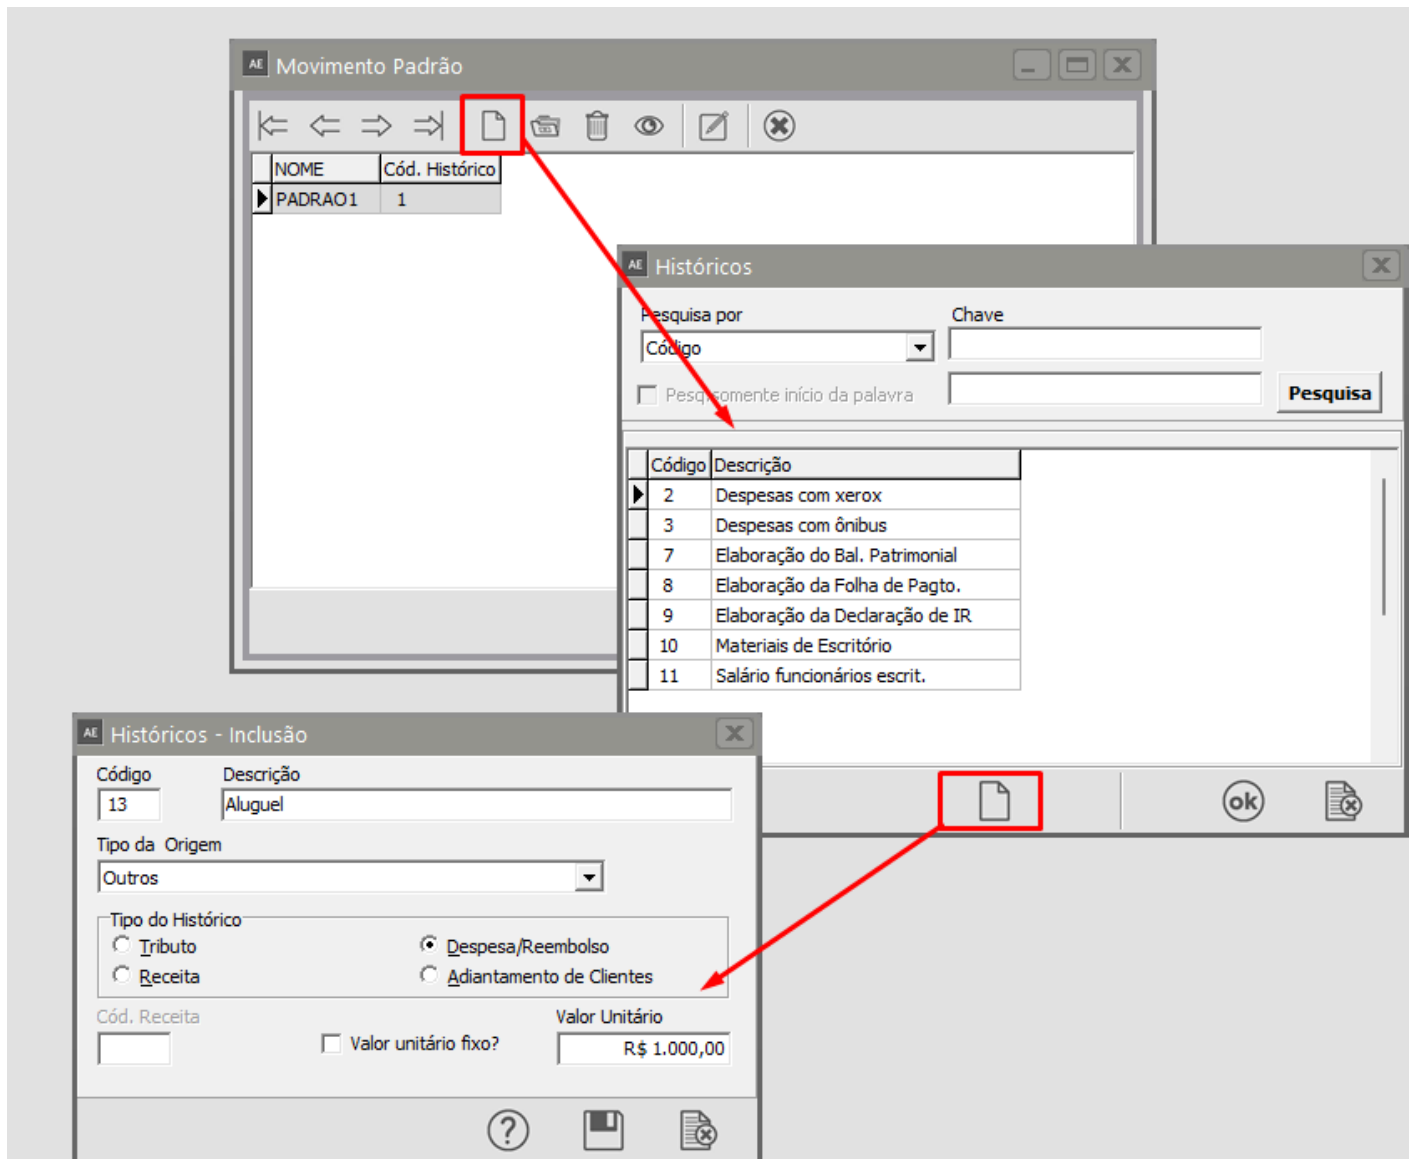 AE Movimento Padrão
NOME Cód. Histórico
PADRAO1 1
AE Históricos
Pesquisa por Chave
Código
Pesq. somente início da palavra Pesquisa
Código Descrição
2 Despesas com xerox
3 Despesas com ônibus
7 Elaboração do Bal. Patrimonial
8 Elaboração da Folha de Pagto.
9 Elaboração da Declaração de IR
10 Materiais de Escritório
11 Salário funcionários escrit.
ok
AE Históricos - Inclusão
Código Descrição
13 Aluguel
Tipo da Origem
Outros
Tipo do Histórico
Tributo Despesa/Reembolso
Receita Adiantamento de Clientes
Cód. Receita Valor Unitário
Valor unitário fixo? R$ 1.000,00
?